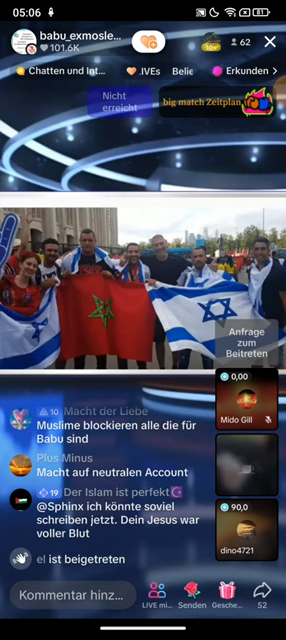 05:06
81
babu_exmosle...
101.6K
10
62
Chatten und Int...
LIVEs
Belie
Erkunden
Nicht
erreicht
big match Zeitplan
Anfrage
zum
Beitreten
0,00
Mido Gill
90,0
dino4721
10 Macht der Liebe
Muslime blockieren alle die für
Babu sind
Plus Minus
Macht auf neutralen Account
19 Der Islam ist perfekt
@Sphinx ich könnte soviel
schreiben jetzt. Dein Jesus war
voller Blut
el ist beigetreten
Kommentar hinz...
LIVE mi...
Senden
Gesche...
52